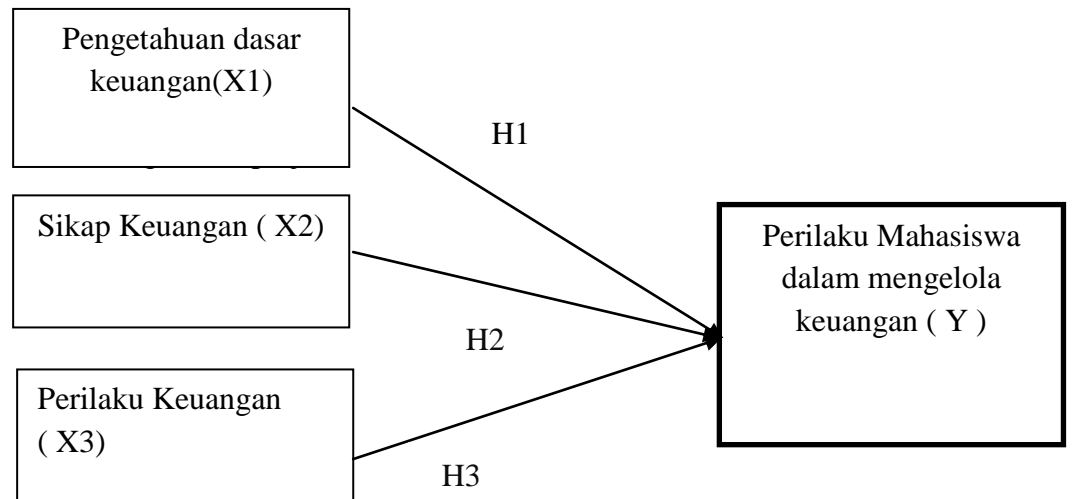 Pengetahuan dasar
keuangan(X1)
H1
Sikap Keuangan ( X2)
Perilaku Mahasiswa
dalam mengelola
keuangan ( Y )
H2
Perilaku Keuangan
( X3)
H3